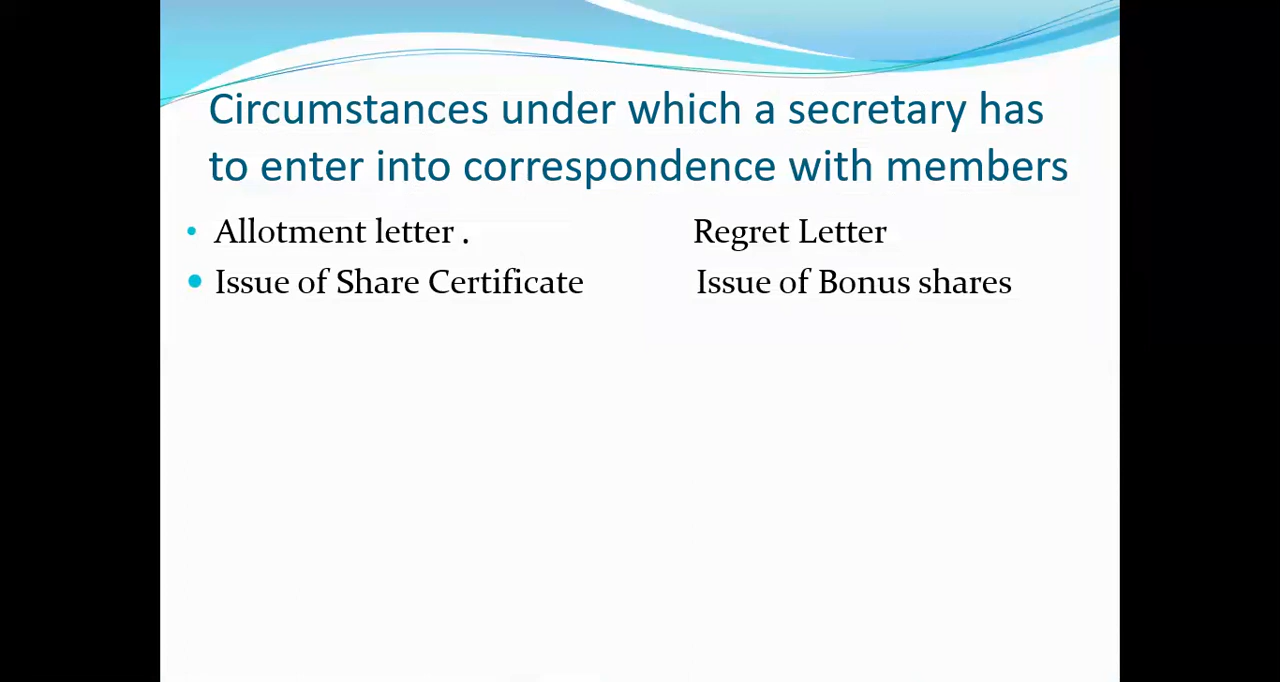 Circumstances under which a secretary has
to enter into correspondence with members
• Allotment letter . Regret Letter
• Issue of Share Certificate Issue of Bonus shares